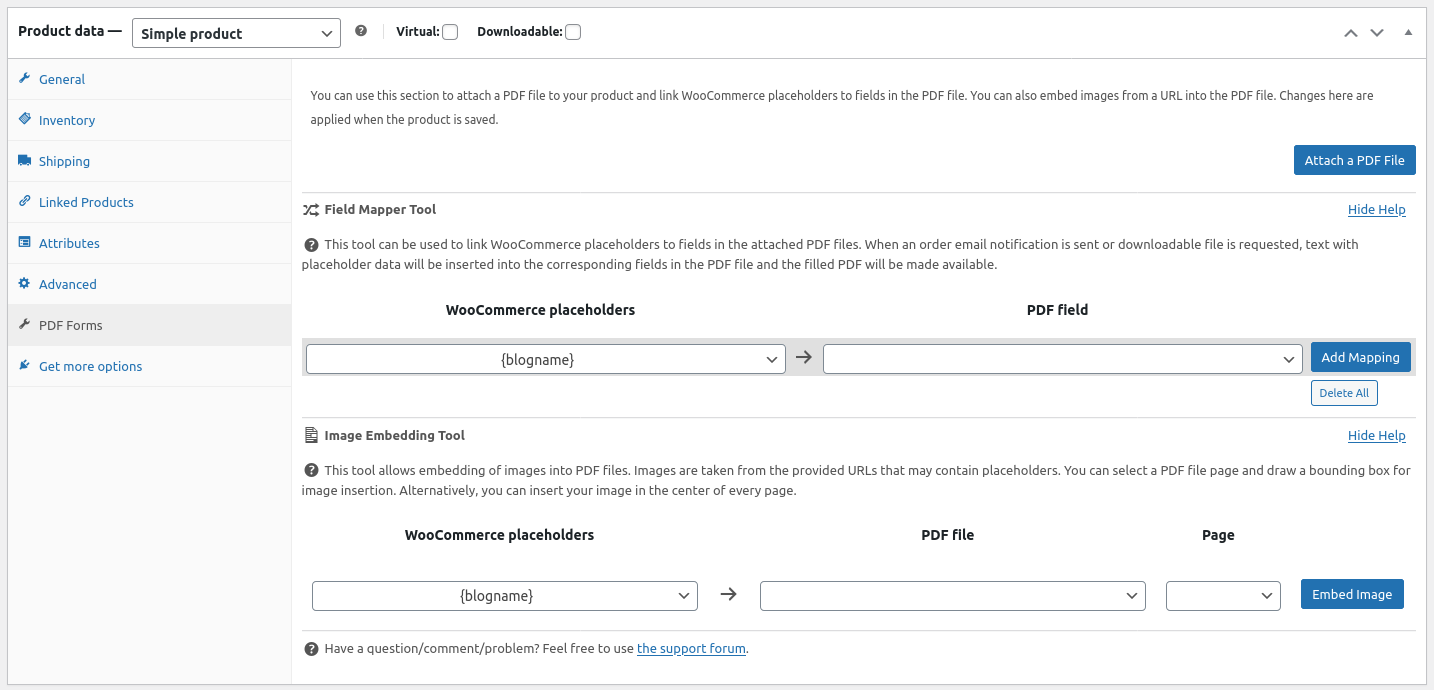 Product data — Simple product Virtual: Downloadable:
General
Inventory
Shipping
Linked Products
Attributes
Advanced
PDF Forms
Get more options
You can use this section to attach a PDF file to your product and link WooCommerce placeholders to fields in the PDF file. You can also embed images from a URL into the PDF file. Changes here are
applied when the product is saved.
Attach a PDF File
Field Mapper Tool Hide Help
This tool can be used to link WooCommerce placeholders to fields in the attached PDF files. When an order email notification is sent or downloadable file is requested, text with
placeholder data will be inserted into the corresponding fields in the PDF file and the filled PDF will be made available.
WooCommerce placeholders PDF field
{blogname} → Add Mapping
Delete All
Image Embedding Tool Hide Help
This tool allows embedding of images into PDF files. Images are taken from the provided URLs that may contain placeholders. You can select a PDF file page and draw a bounding box for
image insertion. Alternatively, you can insert your image in the center of every page.
WooCommerce placeholders PDF file Page
{blogname} → Embed Image
Have a question/comment/problem? Feel free to use the support forum.